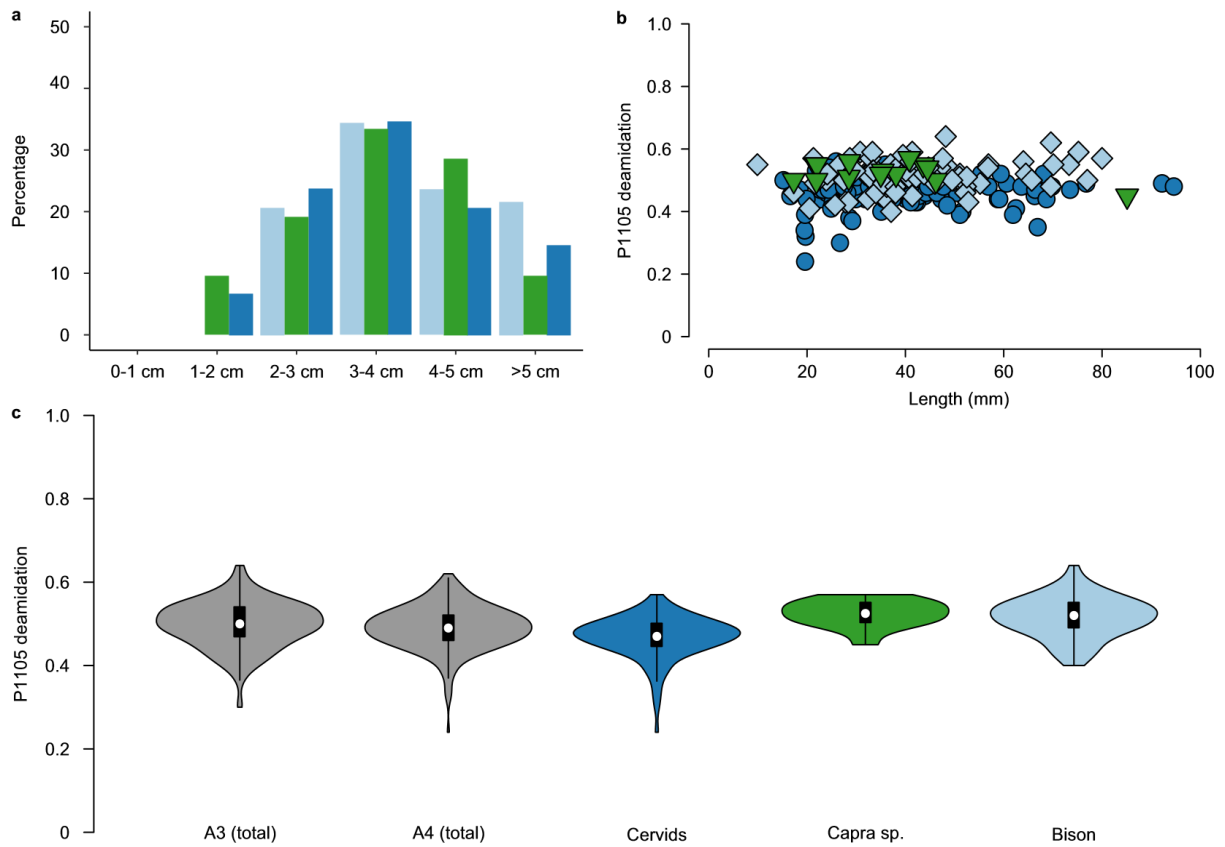 a
50
40
30
20
10
0
Percentage
0-1 cm 1-2 cm 2-3 cm 3-4 cm 4-5 cm >5 cm
b
1.0
0.8
0.6
0.4
0.2
0
P1105 deamidation
0 20 40 60 80 100
Length (mm)
c
1.0
0.8
0.6
0.4
0.2
0
P1105 deamidation
A3 (total) A4 (total) Cervids Capra sp. Bison